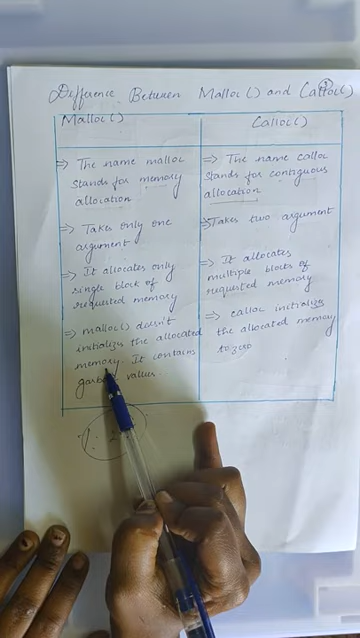 Difference Between Malloc() and Calloc()
Malloc()
Calloc()
⇒ The name malloc
stands for memory
allocation
⇒ Takes only one
argument
⇒ It allocates only
single block of
requested memory
⇒ malloc() doesn't
initializes the allocated
memory. It contains
values.
⇒ The name calloc
stands for contiguous
allocation
⇒ Takes two argument
⇒ It allocates
multiple blocks of
requested memory
⇒ calloc initializes
the allocated memory
to zero